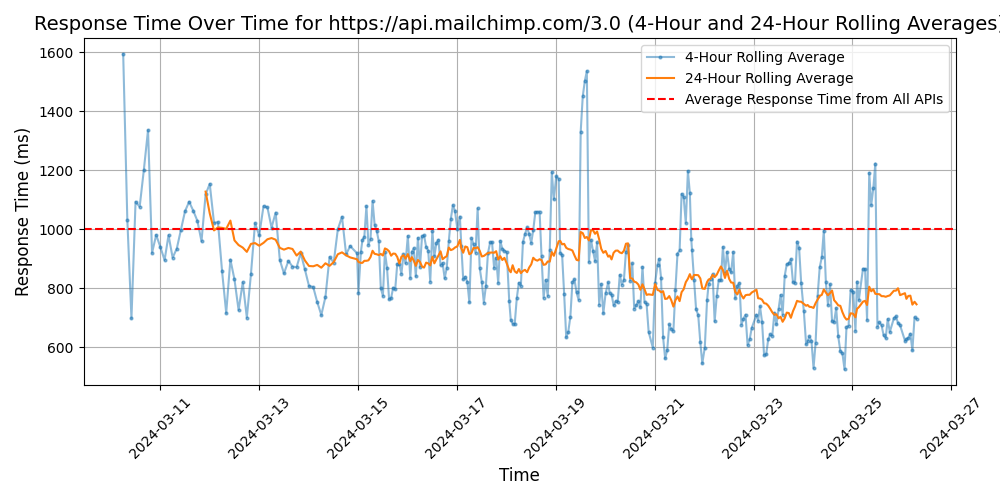 Response Time Over Time for https://api.mailchimp.com/3.0 (4-Hour and 24-Hour Rolling Averages)
4-Hour Rolling Average
24-Hour Rolling Average
Average Response Time from All APIs
Response Time (ms)
1600
1400
1200
1000
800
600
2024-03-11
2024-03-13
2024-03-15
2024-03-17
2024-03-19
2024-03-21
2024-03-23
2024-03-25
2024-03-27
Time